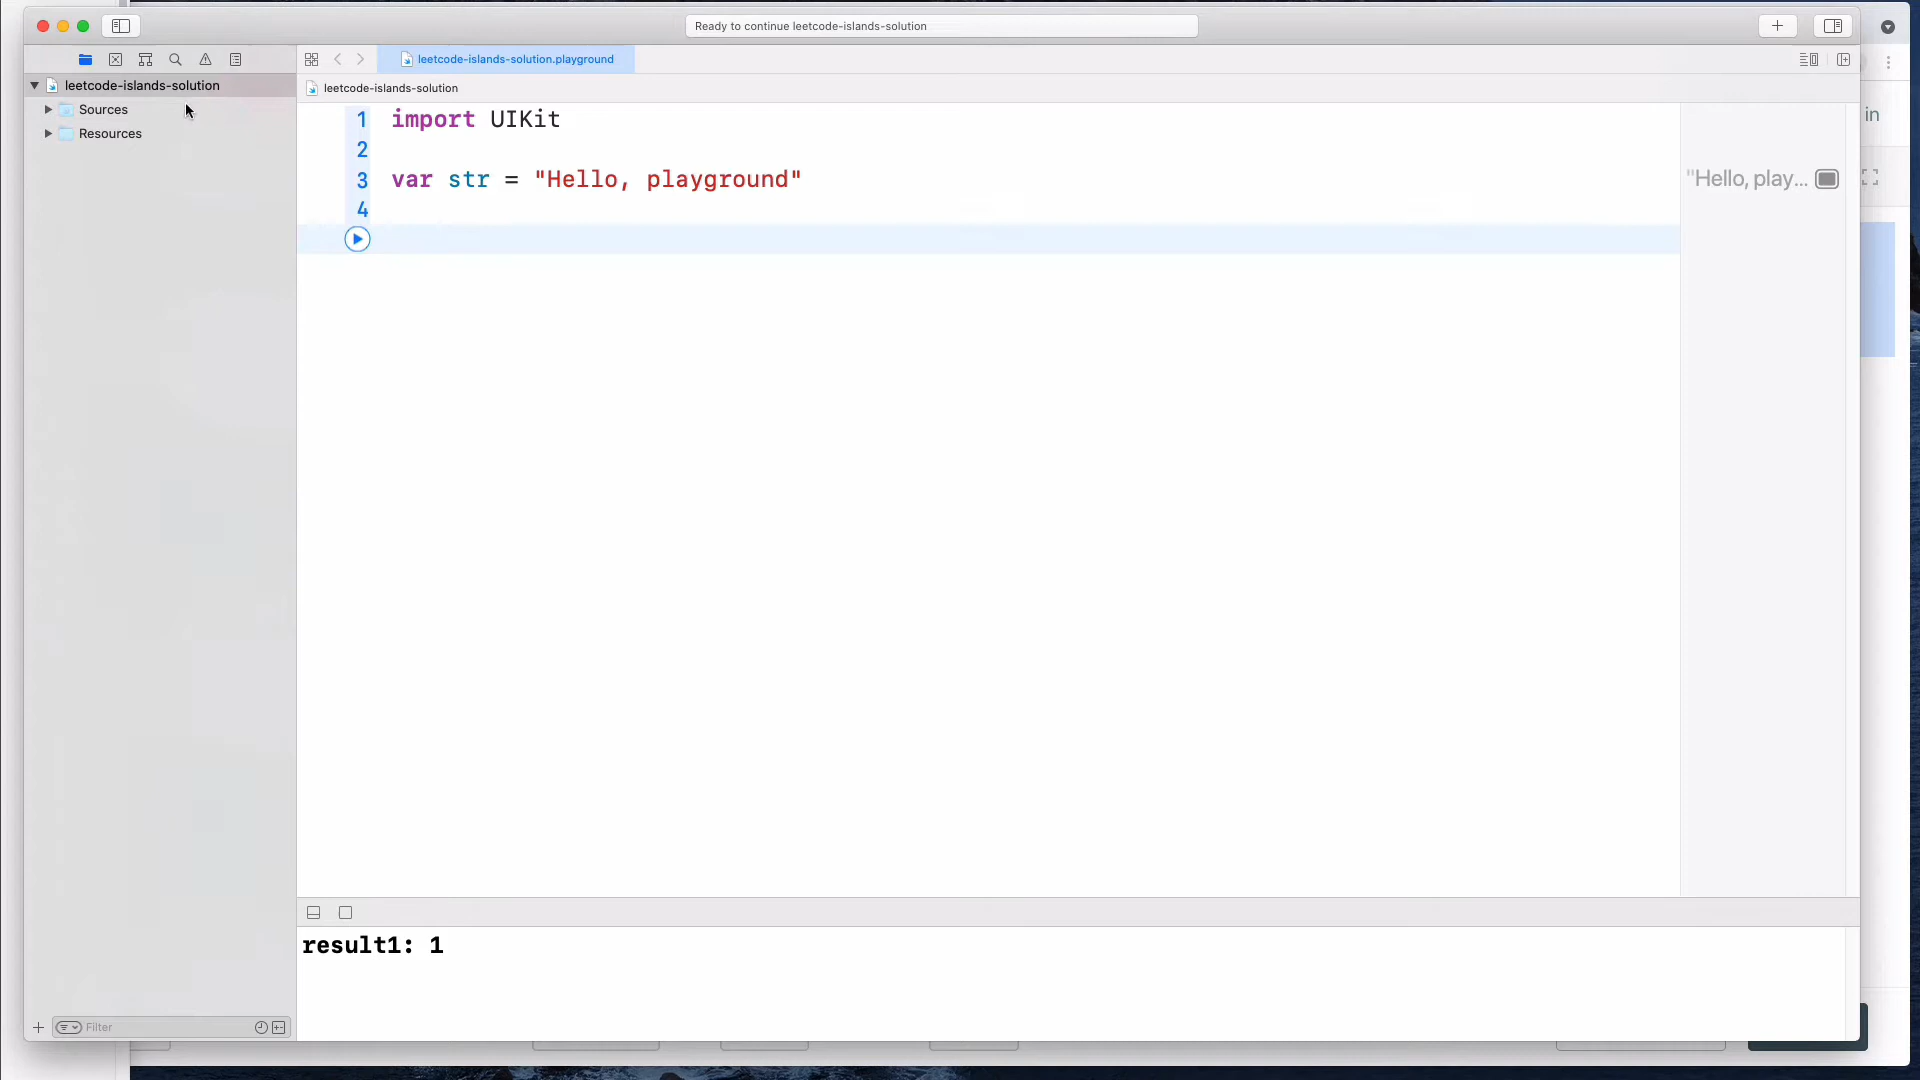 Ready to continue leetcode-islands-solution
leetcode-islands-solution.playground
leetcode-islands-solution
Sources
Resources
leetcode-islands-solution
1 import UIKit
2
3 var str = "Hello, playground"
4
"Hello, play...
in
result1: 1
Filter